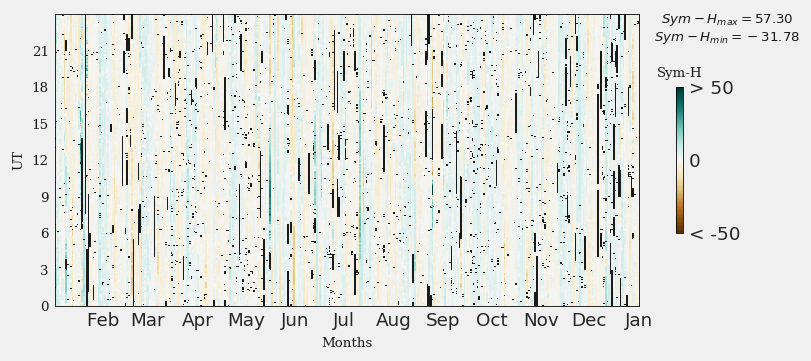 Sym-H_max = 57.30
Sym-H_min = -31.78
Sym-H
> 50
0
< -50
21
18
15
12
9
6
3
0
UT
Feb Mar Apr May Jun Jul Aug Sep Oct Nov Dec Jan
Months